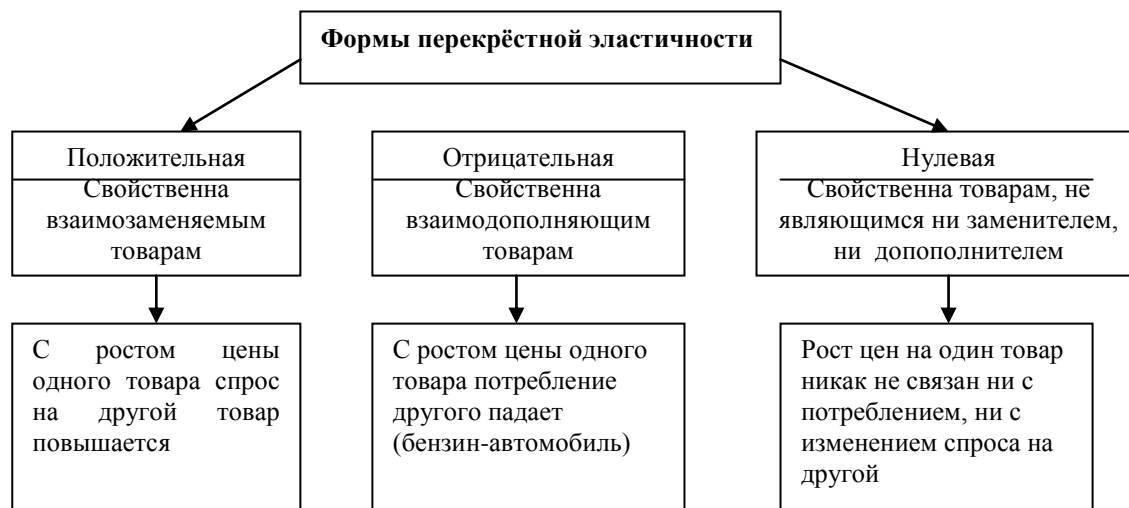 Формы перекрёстной эластичности
Положительная
Свойственна
взаимозаменяемым
товарам
Отрицательная
Свойственна
взаимодополняющим
товарам
Нулевая
Свойственна товарам, не
являющимся ни заменителем,
ни допополнителем
С ростом цены
одного товара спрос
на другой товар
повышается
С ростом цены одного
товара потребление
другого падает
(бензин-автомобиль)
Рост цен на один товар
никак не связан ни с
потреблением, ни с
изменением спроса на
другой